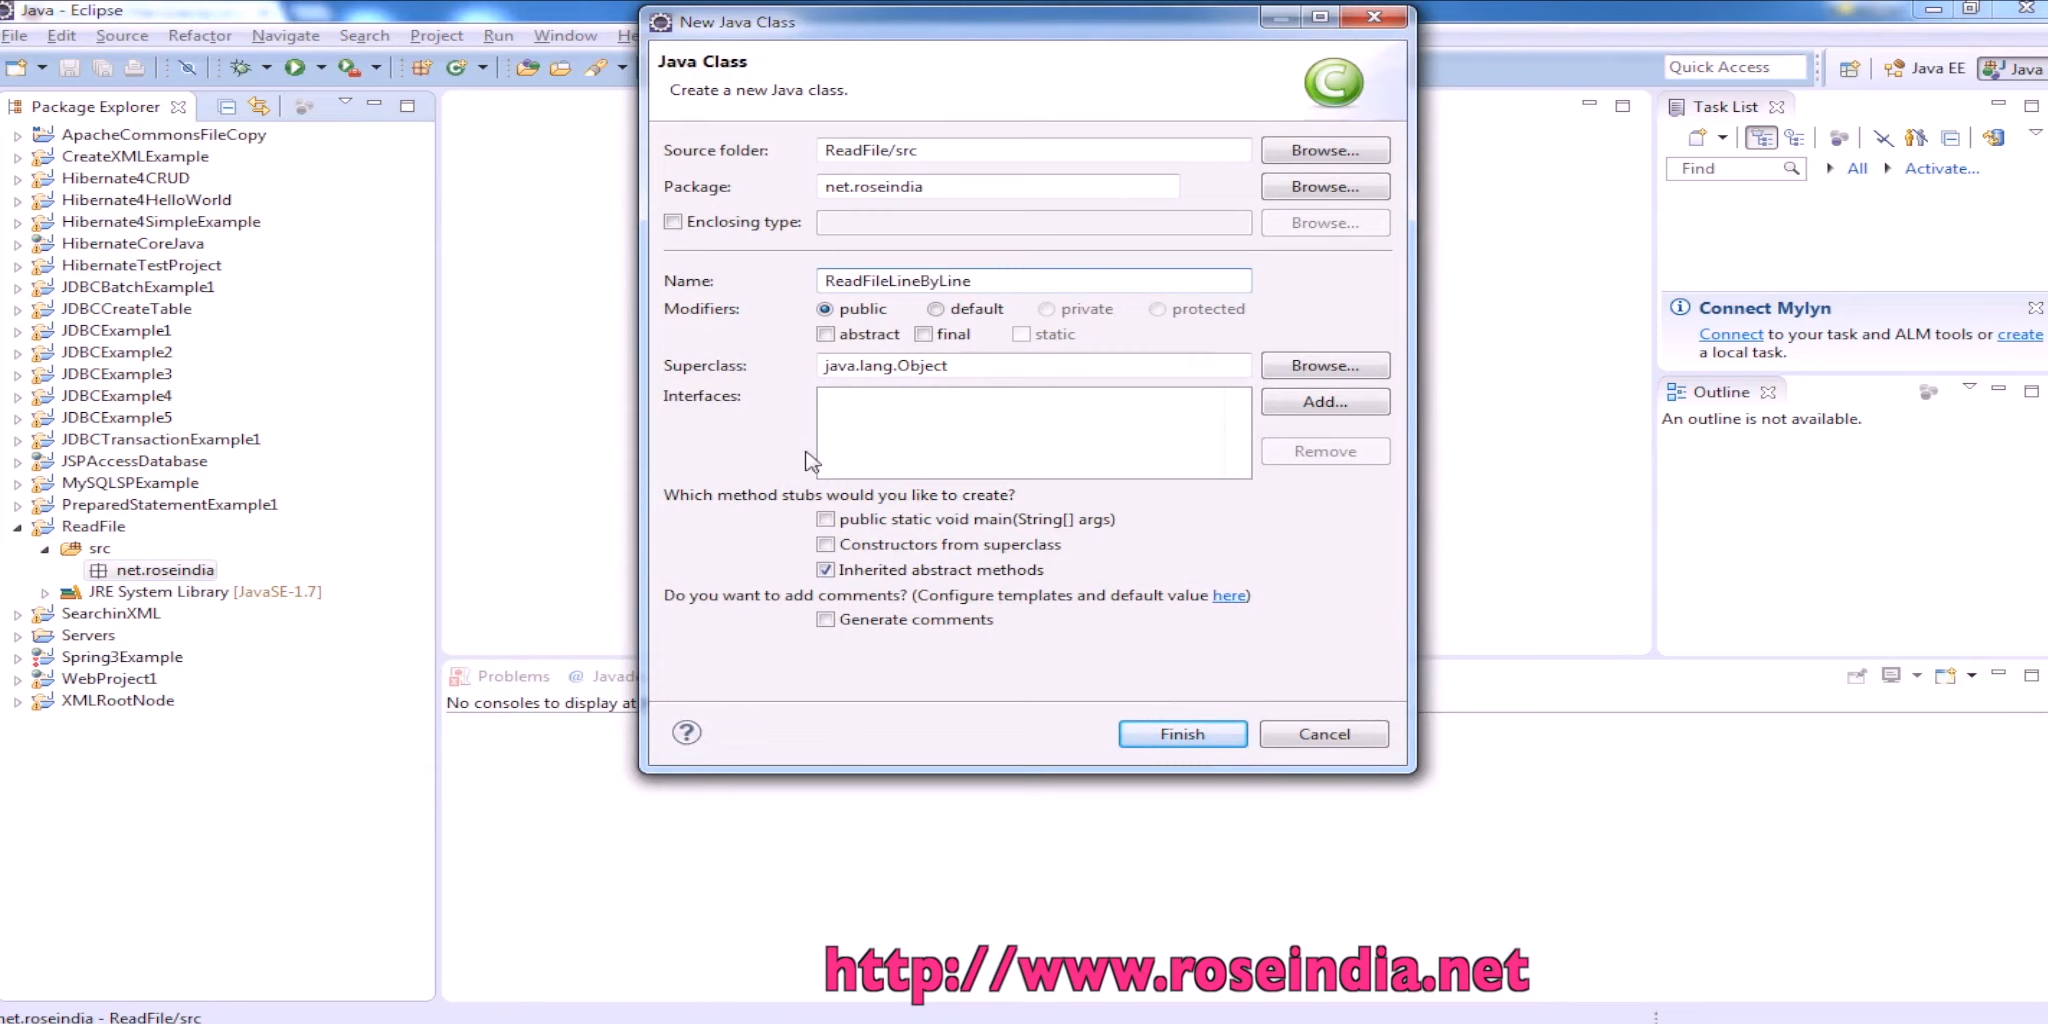 Java - Eclipse
File Edit Source Refactor Navigate Search Project Run Window
Quick Access
Java EE
Java
Package Explorer
ApacheCommonsFileCopy
CreateXMLExample
Hibernate4CRUD
Hibernate4HelloWorld
Hibernate4SimpleExample
HibernateCoreJava
HibernateTestProject
JDBCBatchExample1
JDBCCreateTable
JDBCExample1
JDBCExample2
JDBCExample3
JDBCExample4
JDBCExample5
JDBCTransactionExample1
JSPAccessDatabase
MySQLSPExample
PreparedStatementExample1
ReadFile
src
net.roseindia
JRE System Library [JavaSE-1.7]
SearchinXML
Servers
Spring3Example
WebProject1
XMLRootNode
New Java Class
Java Class
Create a new Java class.
Source folder: ReadFile/src Browse...
Package: net.roseindia Browse...
Enclosing type: Browse...
Name: ReadFileLineByLine
Modifiers: public default private protected
abstract final static
Superclass: java.lang.Object Browse...
Interfaces: Add...
Remove
Which method stubs would you like to create?
public static void main(String[] args)
Constructors from superclass
Inherited abstract methods
Do you want to add comments? (Configure templates and default value here)
Generate comments
Finish Cancel
Problems @ Javad
No consoles to display at
Task List
Find All Activate...
Connect Mylyn
Connect to your task and ALM tools or create
a local task.
Outline
An outline is not available.
http://www.roseindia.net
net.roseindia - ReadFile/src